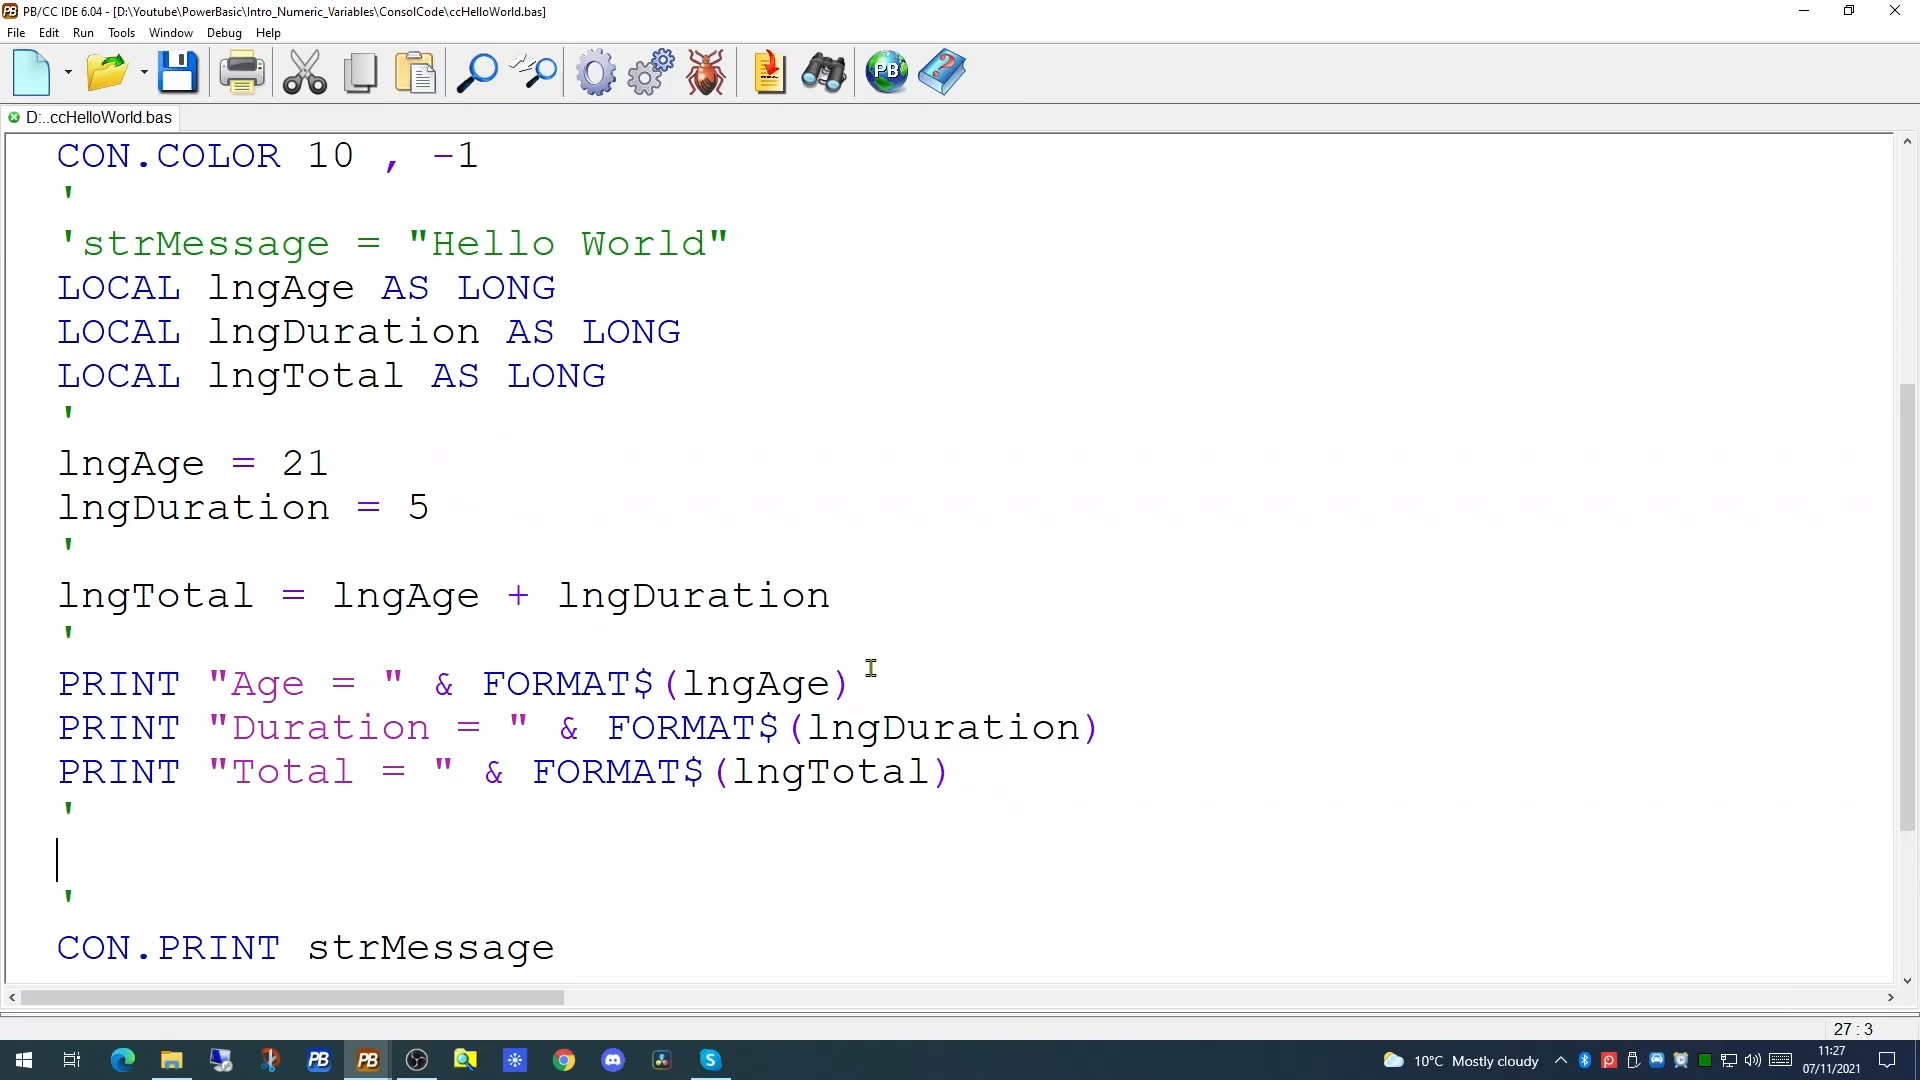 PB/CC IDE 6.04 - [D:\Youtube\PowerBasic\Intro_Numeric_Variables\ConsolCode\ccHelloWorld.bas]
File Edit Run Tools Window Debug Help
PB
D:..ccHelloWorld.bas
CON.COLOR 10 , -1
'
'strMessage = "Hello World"
LOCAL lngAge AS LONG
LOCAL lngDuration AS LONG
LOCAL lngTotal AS LONG
'
lngAge = 21
lngDuration = 5
'
lngTotal = lngAge + lngDuration
'
PRINT "Age = " & FORMAT$(lngAge)
PRINT "Duration = " & FORMAT$(lngDuration)
PRINT "Total = " & FORMAT$(lngTotal)
'
'
CON.PRINT strMessage
27 : 3
PB PB 10°C Mostly cloudy 11:27
07/11/2021